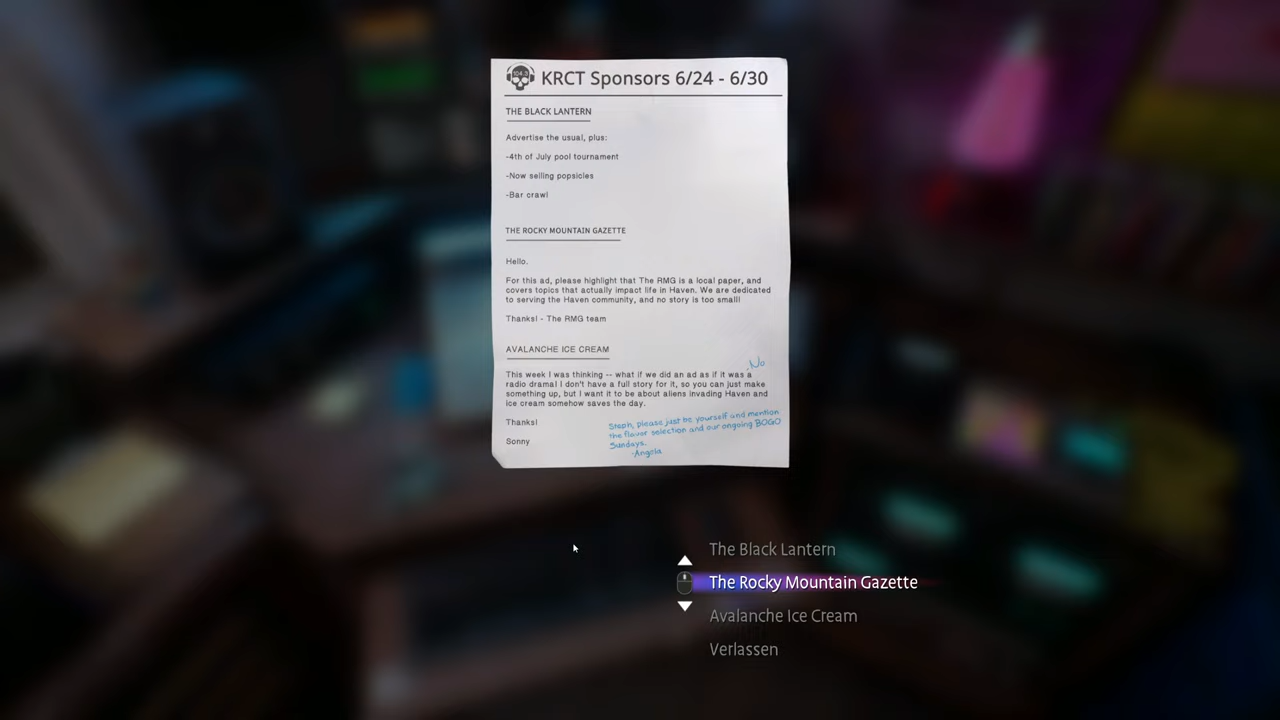 KRCT Sponsors 6/24 - 6/30
THE BLACK LANTERN
Advertise the usual, plus:
-4th of July pool tournament
-Now selling popsicles
-Bar crawl
THE ROCKY MOUNTAIN GAZETTE
Hello.
For this ad, please highlight that The RMG is a local paper, and
covers topics that actually impact life in Haven. We are dedicated
to serving the Haven community, and no story is too small!
Thanks! - The RMG team
AVALANCHE ICE CREAM
No
This week I was thinking -- what if we did an ad as if it was a
radio drama! I don't have a full story for it, so you can just make
something up, but I want it to be about aliens invading Haven and
ice cream somehow saves the day.
Thanks!
Sonny
Steph, please just be yourself and mention
the flavor selection and our ongoing BOGO
Sundays.
-Angela
The Black Lantern
The Rocky Mountain Gazette
Avalanche Ice Cream
Verlassen